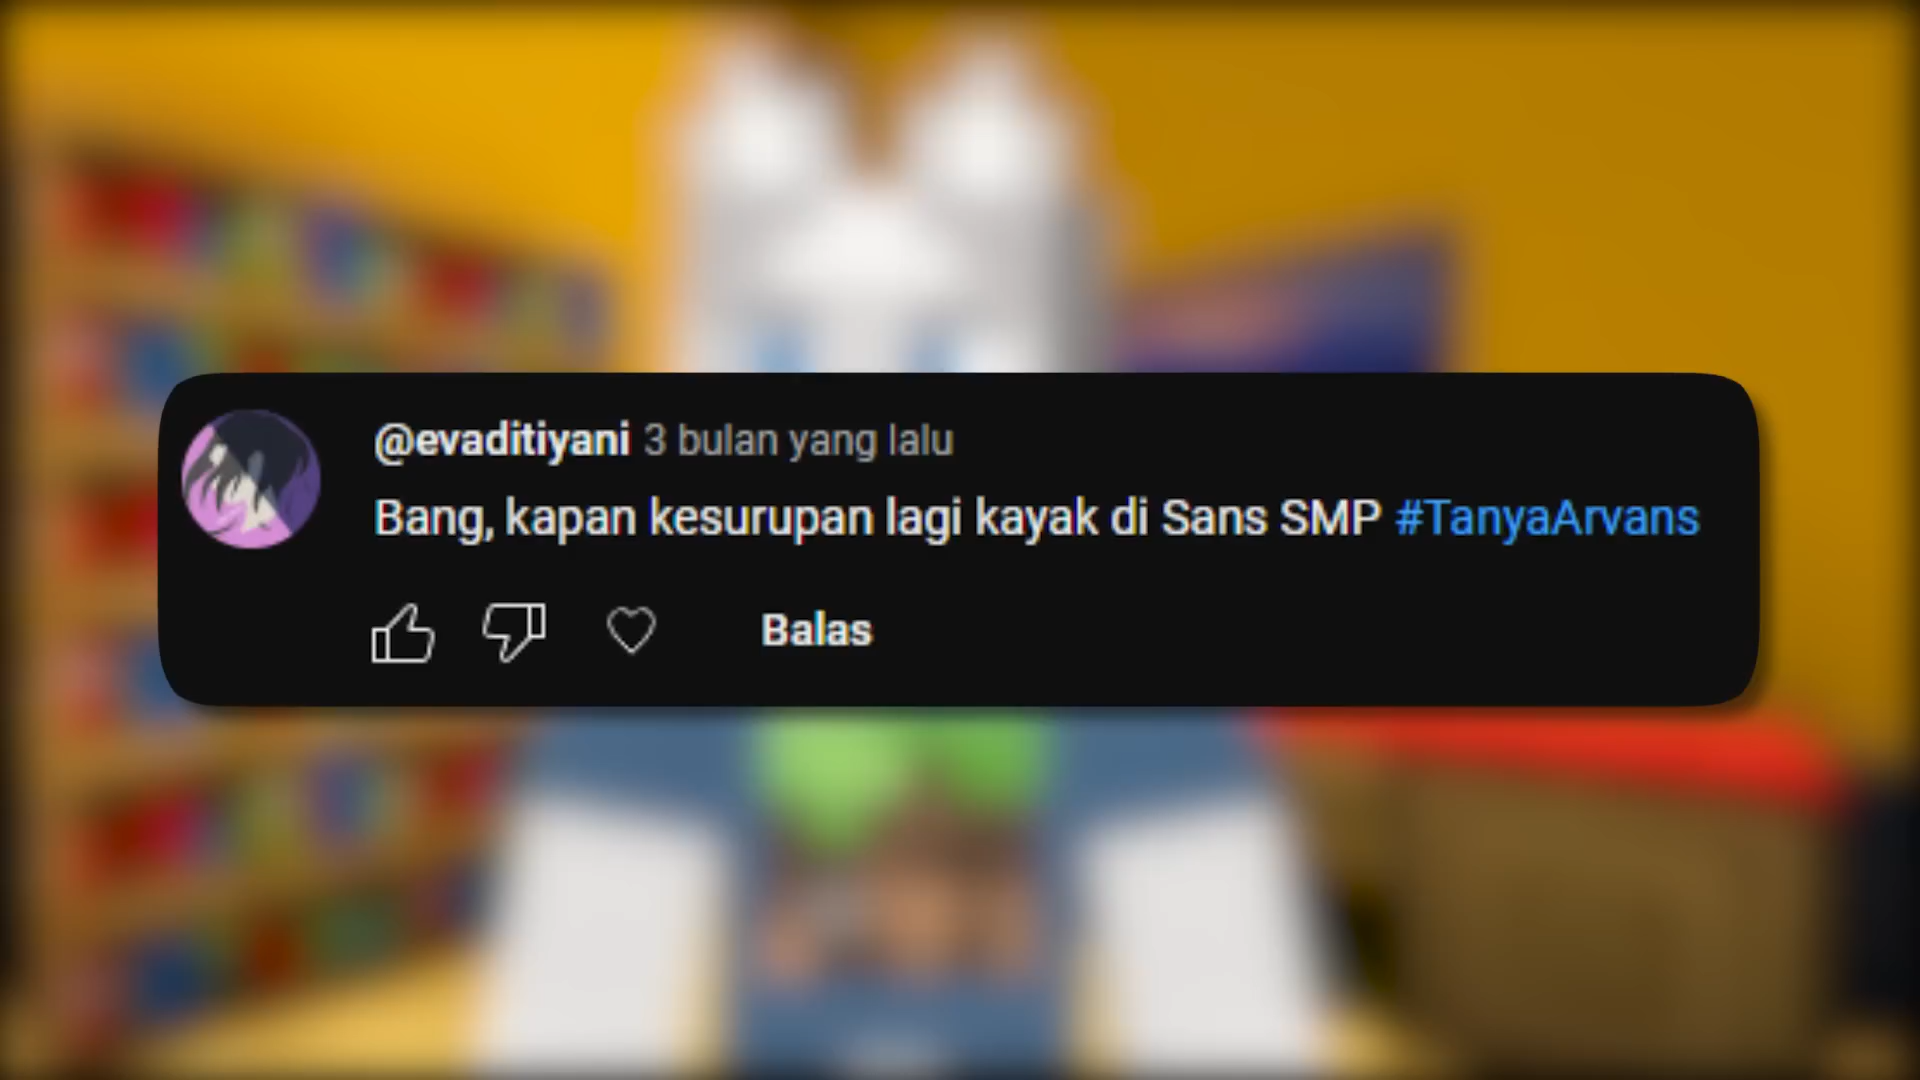 @evaditiyani 3 bulan yang lalu
Bang, kapan kesurupan lagi kayak di Sans SMP #TanyaArvans
Balas